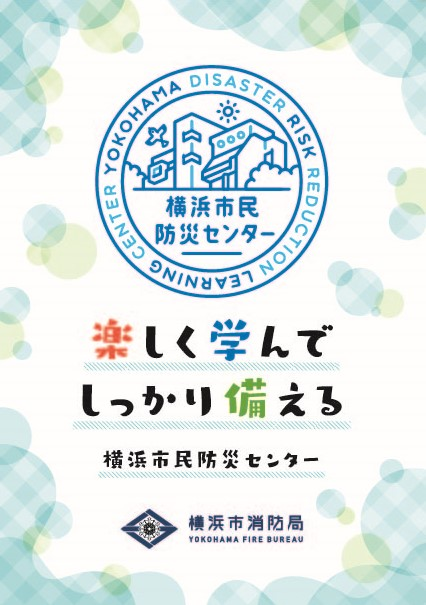 YOKOHAMA DISASTER RISK REDUCTION LEARNING CENTER
横浜市民
防災センター
楽しく学んで
しっかり備える
横浜市民防災センター
横浜市消防局
YOKOHAMA FIRE BUREAU